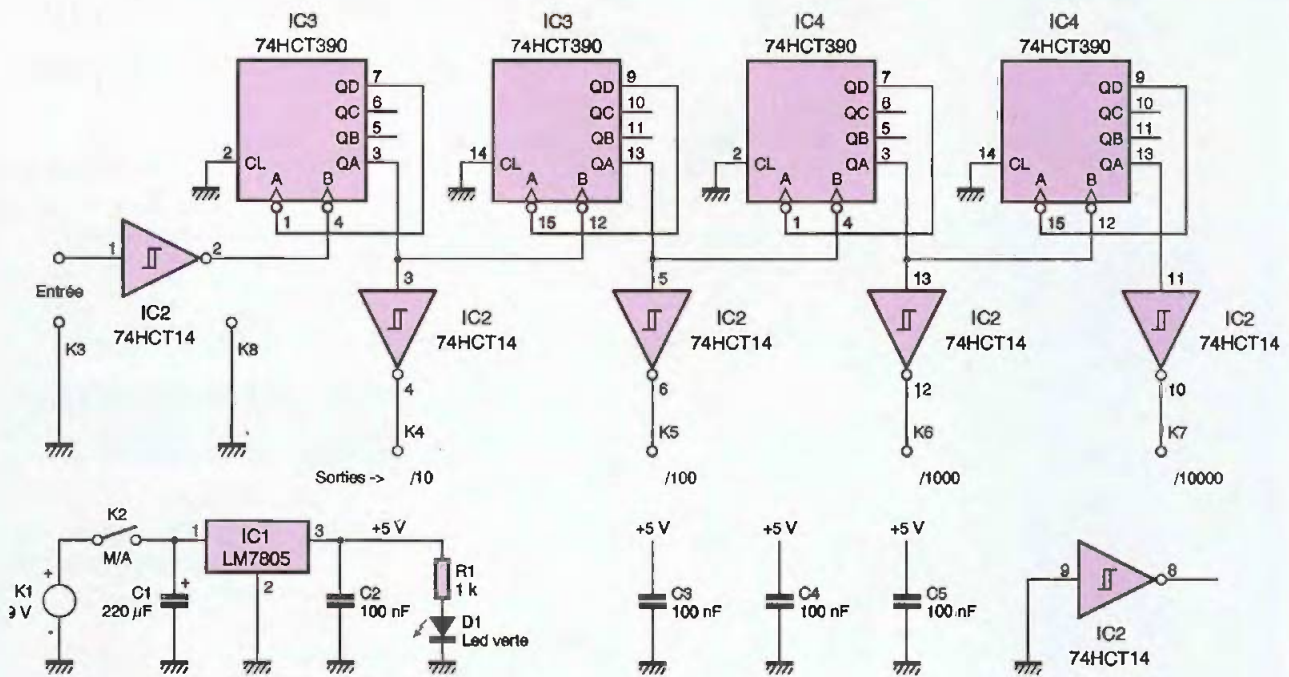 IC3
74HCT390
IC3
74HCT390
IC4
74HCT390
IC4
74HCT390
QD 7
QC 6
QB 5
QA 3
2 CL
A B
1 4
QD 9
QC 10
QB 11
QA 13
14 CL
A B
15 12
QD 7
QC 6
QB 5
QA 3
2 CL
A B
1 4
QD 9
QC 10
QB 11
QA 13
14 CL
A B
15 12
1 2
Entrée
IC2
74HCT14
K3
K8
3
IC2
74HCT14
4
K4
5
IC2
74HCT14
6
K5
13
IC2
74HCT14
12
K6
11
IC2
74HCT14
10
K7
Sorties -> /10 /100 /1000 /10000
K2
M/A
K1
+
9 V
-
C1
+
220 µF
1 3
IC1
LM7805
2
+5 V
C2
100 nF
R1
1 k
D1
Led verte
+5 V
C3
100 nF
+5 V
C4
100 nF
+5 V
C5
100 nF
9 8
IC2
74HCT14